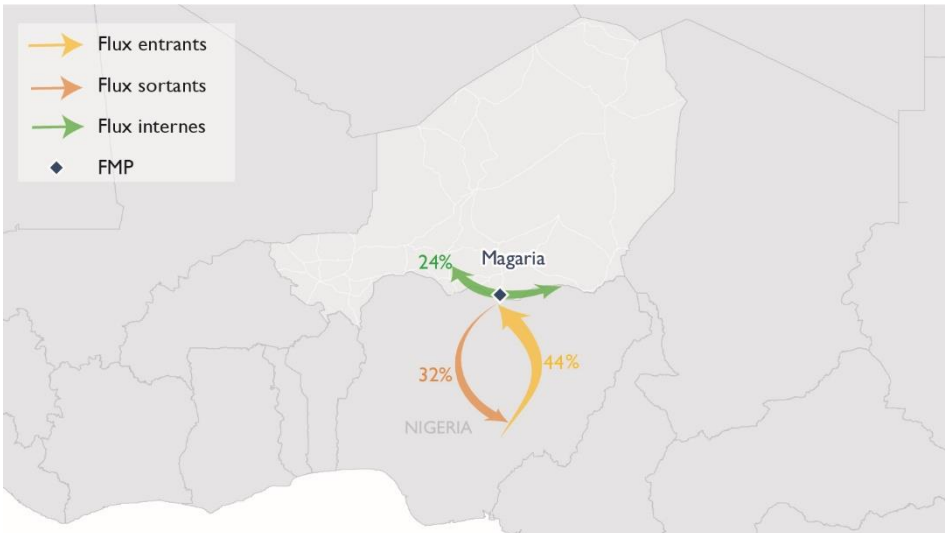 Flux entrants
Flux sortants
Flux internes
FMP
Magaria
24%
32%
44%
NIGERIA